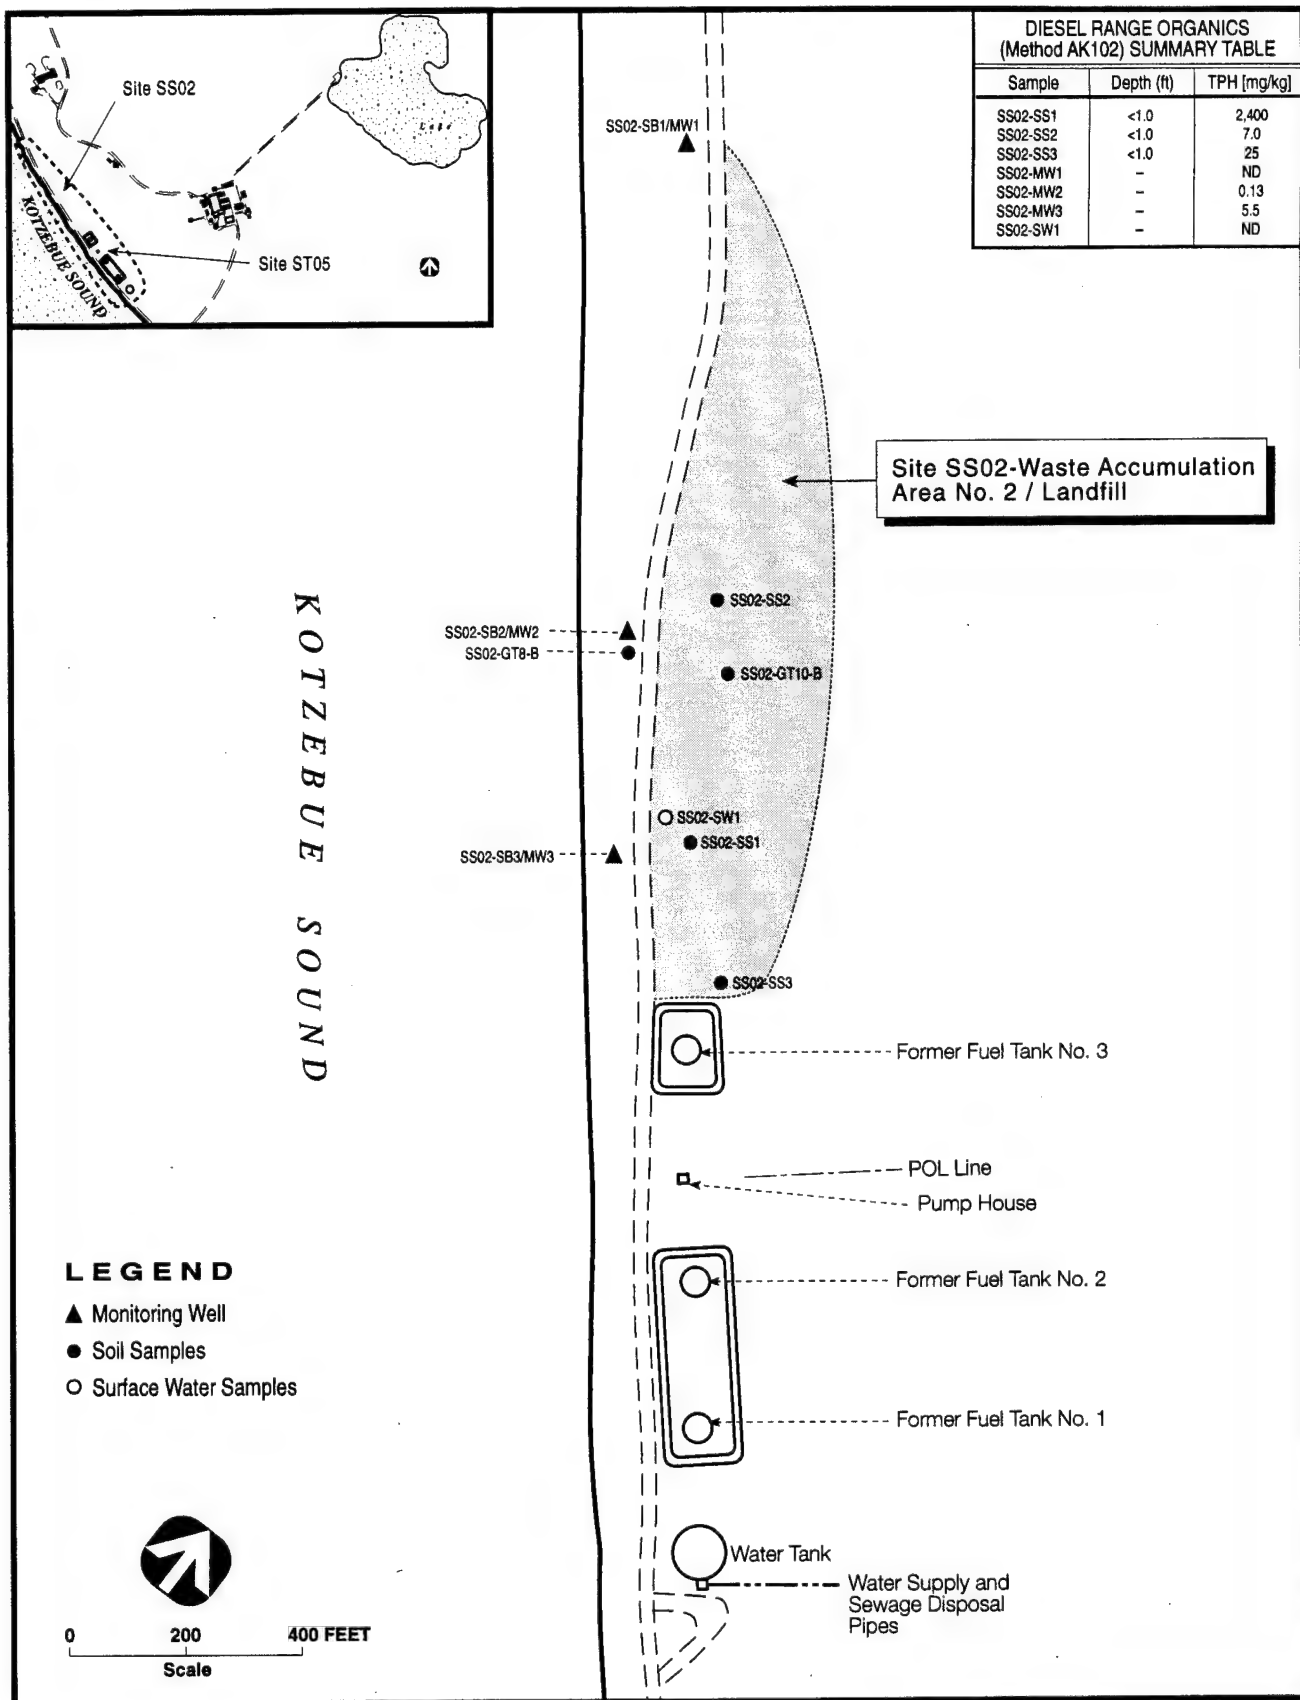 Site SS02
Lake
KOTZEBUE SOUND
Site ST05
DIESEL RANGE ORGANICS
(Method AK102) SUMMARY TABLE
Sample Depth (ft) TPH [mg/kg]
SS02-SS1 <1.0 2,400
SS02-SS2 <1.0 7.0
SS02-SS3 <1.0 25
SS02-MW1 - ND
SS02-MW2 - 0.13
SS02-MW3 - 5.5
SS02-SW1 - ND
SS02-SB1/MW1
Site SS02-Waste Accumulation
Area No. 2 / Landfill
SS02-SS2
SS02-SB2/MW2
SS02-GT8-B
SS02-GT10-B
SS02-SW1
SS02-SS1
SS02-SB3/MW3
SS02-SS3
KOTZEBUE SOUND
Former Fuel Tank No. 3
POL Line
Pump House
Former Fuel Tank No. 2
Former Fuel Tank No. 1
Water Tank
Water Supply and
Sewage Disposal
Pipes
LEGEND
Monitoring Well
Soil Samples
Surface Water Samples
0 200 400 FEET
Scale